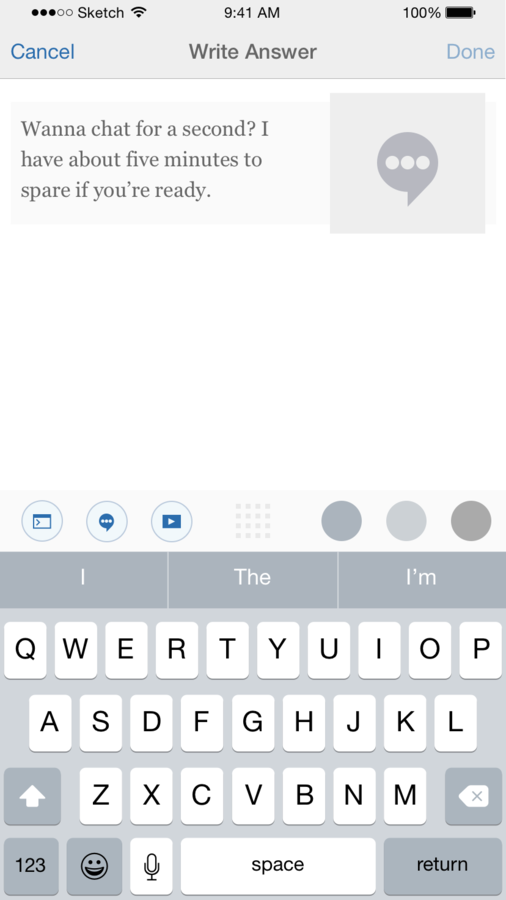 Sketch 9:41 AM 100%
Cancel Write Answer Done
Wanna chat for a second? I
have about five minutes to
spare if you’re ready.
I The I’m
Q W E R T Y U I O P
A S D F G H J K L
Z X C V B N M
123 space return